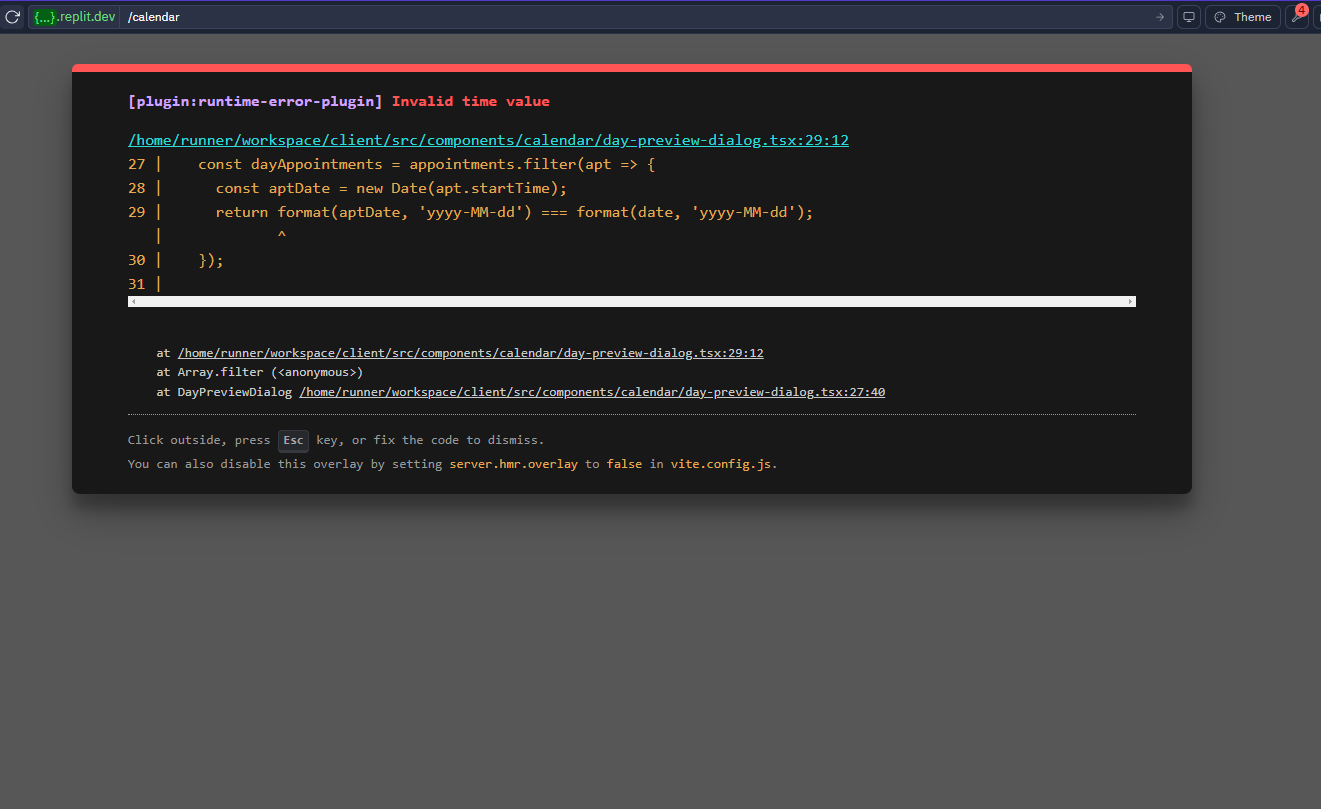 {...}.replit.dev /calendar → Theme 4
[plugin:runtime-error-plugin] Invalid time value
/home/runner/workspace/client/src/components/calendar/day-preview-dialog.tsx:29:12
27 |    const dayAppointments = appointments.filter(apt => {
28 |      const aptDate = new Date(apt.startTime);
29 |      return format(aptDate, 'yyyy-MM-dd') === format(date, 'yyyy-MM-dd');
   |             ^
30 |    });
31 |
at /home/runner/workspace/client/src/components/calendar/day-preview-dialog.tsx:29:12
at Array.filter (<anonymous>)
at DayPreviewDialog /home/runner/workspace/client/src/components/calendar/day-preview-dialog.tsx:27:40
Click outside, press Esc key, or fix the code to dismiss.
You can also disable this overlay by setting server.hmr.overlay to false in vite.config.js.